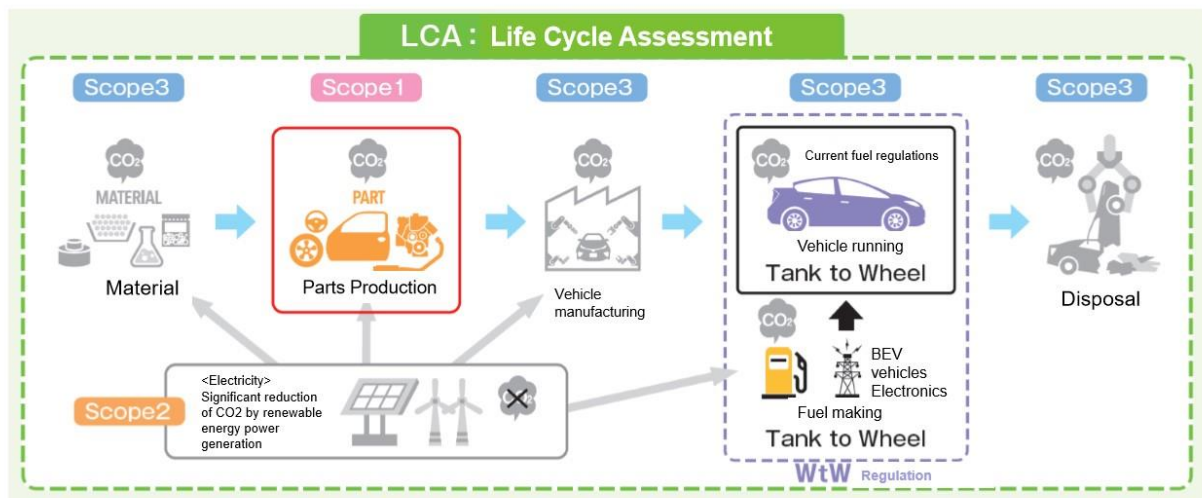 LCA : Life Cycle Assessment
Scope3
Scope1
Scope3
Scope3
Scope3
CO2
MATERIAL
Material
CO2
PART
Parts Production
CO2
Vehicle
manufacturing
CO2
Current fuel regulations
Vehicle running
Tank to Wheel
CO2
BEV
vehicles
Electronics
Fuel making
Tank to Wheel
WtW Regulation
CO2
Disposal
Scope2
<Electricity>
Significant reduction
of CO2 by renewable
energy power
generation
CO2